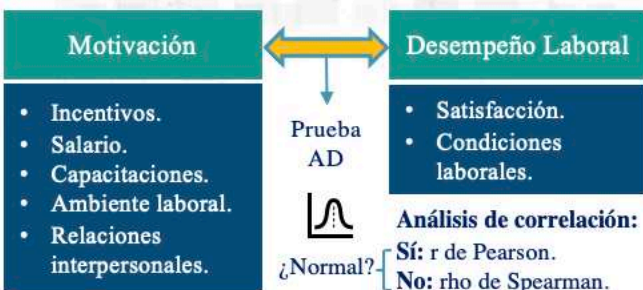 Motivación
• Incentivos.
• Salario.
• Capacitaciones.
• Ambiente laboral.
• Relaciones
interpersonales.
Prueba
AD
¿Normal?
Desempeño Laboral
• Satisfacción.
• Condiciones
laborales.
Análisis de correlación:
Sí: r de Pearson.
No: rho de Spearman.